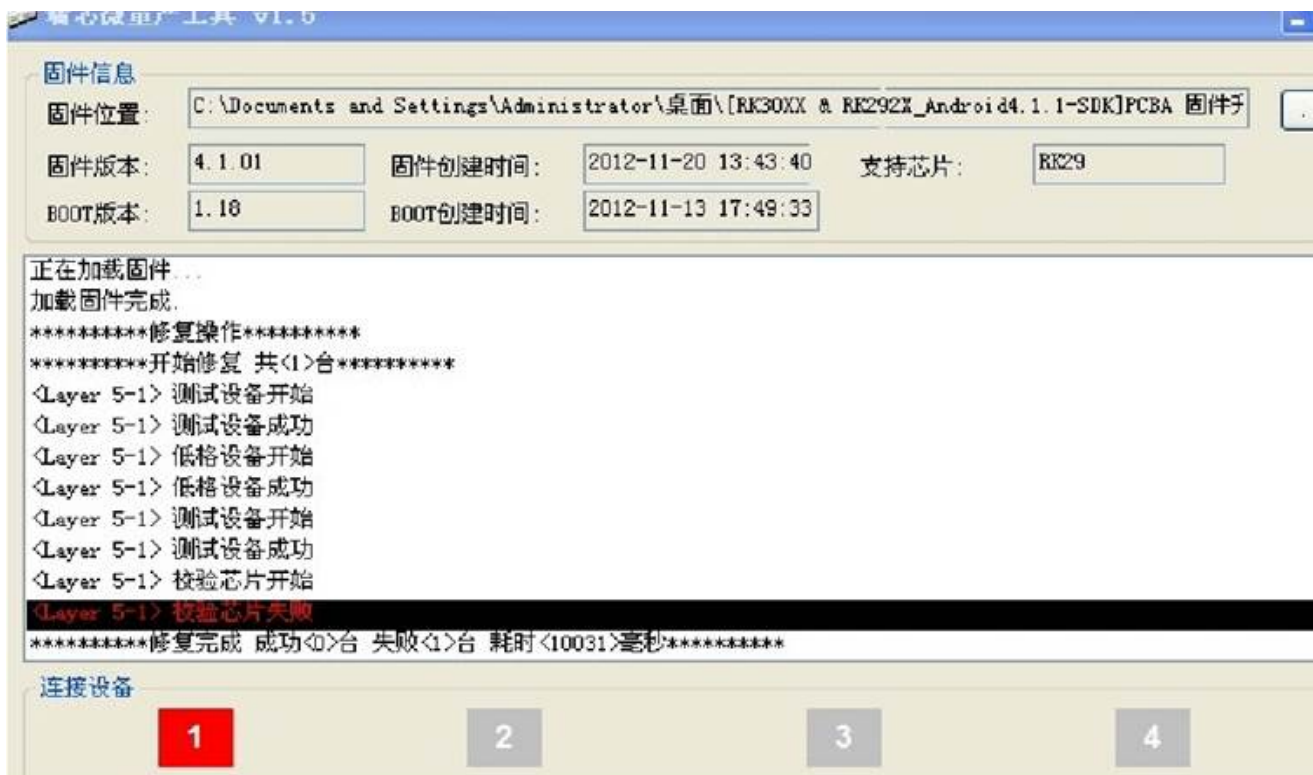 瑞芯微量产工具 v1.5
固件信息
固件位置: C:\Documents and Settings\Administrator\桌面\[RK30XX & RK292X_Android4.1.1-SDK]PCBA 固件
固件版本: 4.1.01 固件创建时间: 2012-11-20 13:43:40 支持芯片: RK29
BOOT版本: 1.18 BOOT创建时间: 2012-11-13 17:49:33
正在加载固件...
加载固件完成.
**********修复操作**********
**********开始修复 共<1>台**********
<Layer 5-1> 测试设备开始
<Layer 5-1> 测试设备成功
<Layer 5-1> 低格设备开始
<Layer 5-1> 低格设备成功
<Layer 5-1> 测试设备开始
<Layer 5-1> 测试设备成功
<Layer 5-1> 校验芯片开始
<Layer 5-1> 校验芯片失败
**********修复完成 成功<0>台 失败<1>台 耗时<10031>毫秒**********
连接设备
1 2 3 4